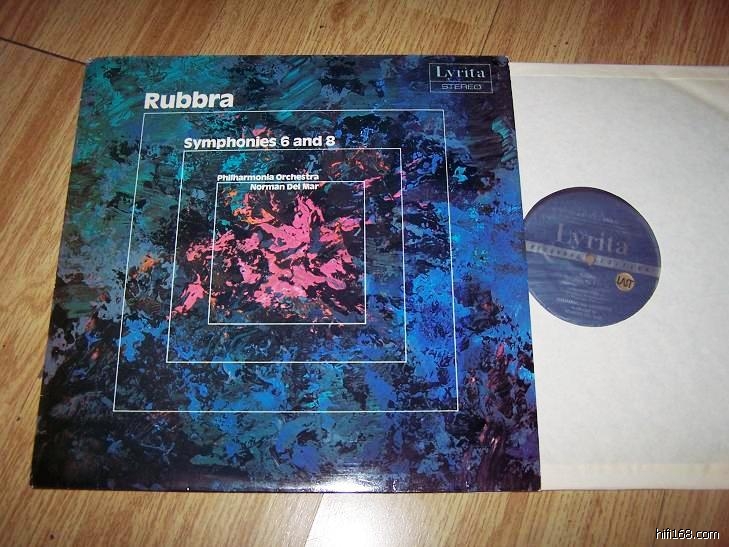 Lyrita
STEREO
Rubbra
Symphonies 6 and 8
Philharmonia Orchestra
Norman Del Mar
Lyrita
hifi168.com